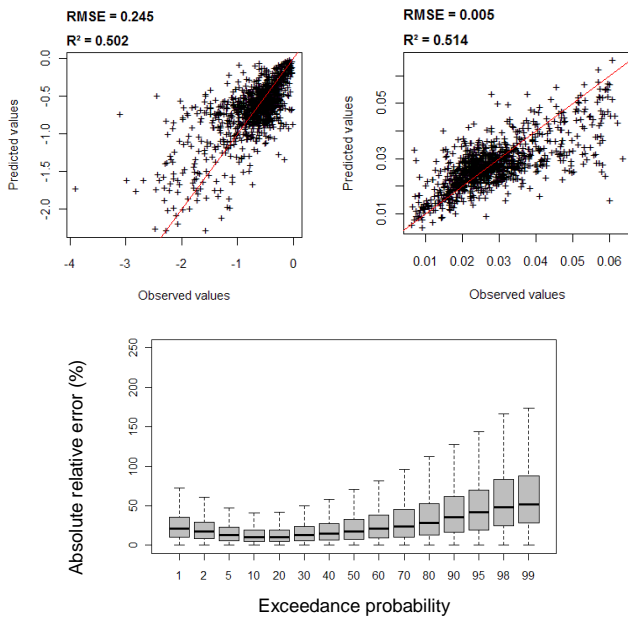 RMSE = 0.245
R² = 0.502
0.0
-0.5
-1.0
-1.5
-2.0
Predicted values
-4 -3 -2 -1 0
Observed values
RMSE = 0.005
R² = 0.514
0.05
0.03
0.01
Predicted values
0.01 0.02 0.03 0.04 0.05 0.06
Observed values
250
200
150
100
50
0
Absolute relative error (%)
1 2 5 10 20 30 40 50 60 70 80 90 95 98 99
Exceedance probability